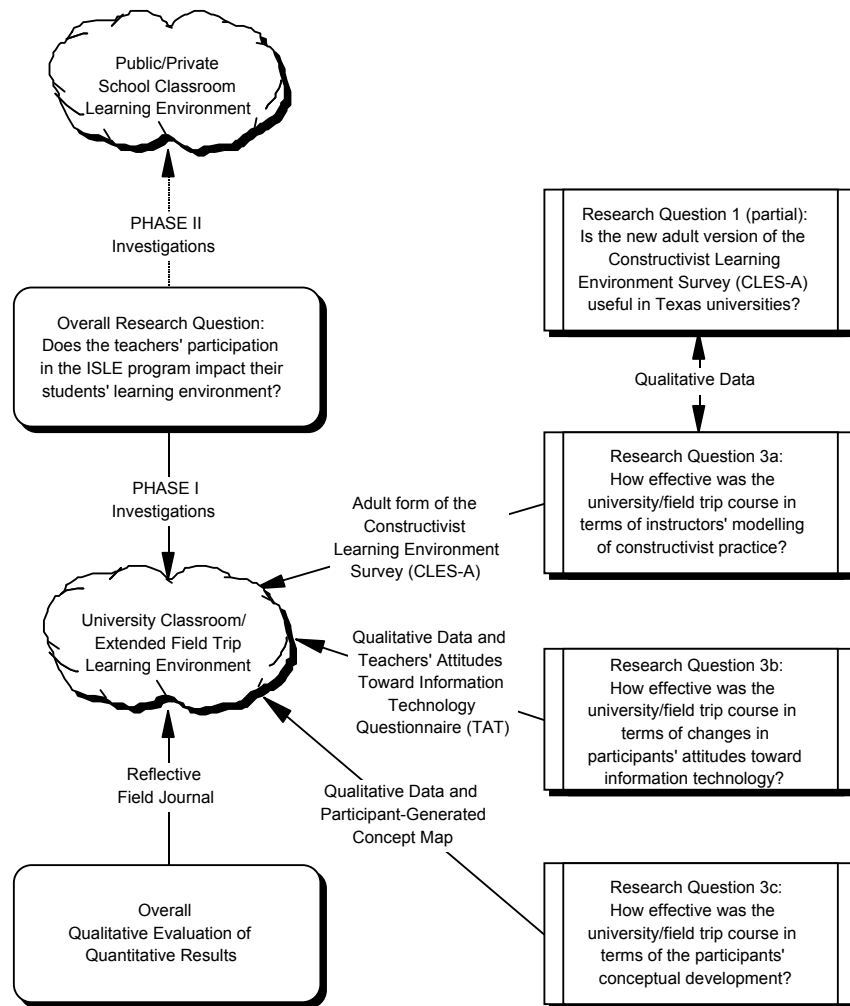 Public/Private
School Classroom
Learning Environment
PHASE II
Investigations
Overall Research Question:
Does the teachers' participation
in the ISLE program impact their
students' learning environment?
PHASE I
Investigations
University Classroom/
Extended Field Trip
Learning Environment
Reflective
Field Journal
Overall
Qualitative Evaluation of
Quantitative Results
Adult form of the
Constructivist
Learning Environment
Survey (CLES-A)
Qualitative Data and
Teachers' Attitudes
Toward Information
Technology
Questionnaire (TAT)
Qualitative Data and
Participant-Generated
Concept Map
Research Question 1 (partial):
Is the new adult version of the
Constructivist Learning
Environment Survey (CLES-A)
useful in Texas universities?
Qualitative Data
Research Question 3a:
How effective was the
university/field trip course in
terms of instructors' modelling
of constructivist practice?
Research Question 3b:
How effective was the
university/field trip course in
terms of changes in
participants' attitudes toward
information technology?
Research Question 3c:
How effective was the
university/field trip course in
terms of the participants'
conceptual development?